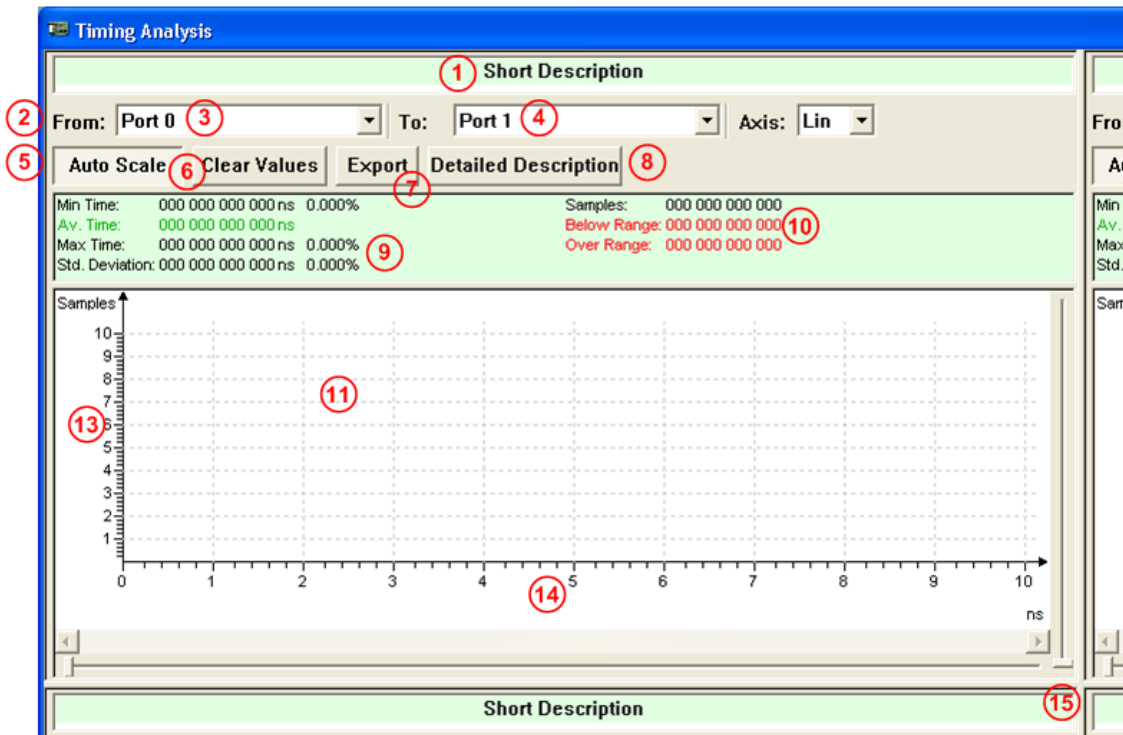 Timing Analysis
1 Short Description
2 From: Port 0 3 To: Port 1 4 Axis: Lin Fro
5 Auto Scale 6 Clear Values Export 7 Detailed Description 8 A
Min Time: 000 000 000 000 ns 0.000% Samples: 000 000 000 000 Min
Av. Time: 000 000 000 000 ns Below Range: 000 000 000 000 10 Av.
Max Time: 000 000 000 000 ns 0.000% 9 Over Range: 000 000 000 000 Max
Std. Deviation: 000 000 000 000 ns 0.000% Std.
Samples Sam
10
9
8
11
7
13 6
5
4
3
2
1
0 1 2 3 4 5 6 7 8 9 10
14
ns
Short Description 15